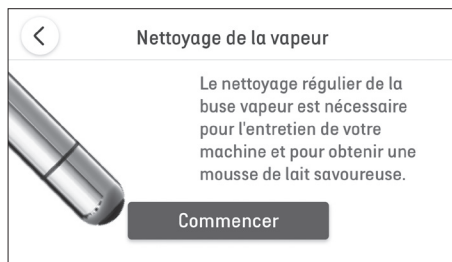 Nettoyage de la vapeur
Le nettoyage régulier de la
buse vapeur est nécessaire
pour l'entretien de votre
machine et pour obtenir une
mousse de lait savoureuse.
Commencer